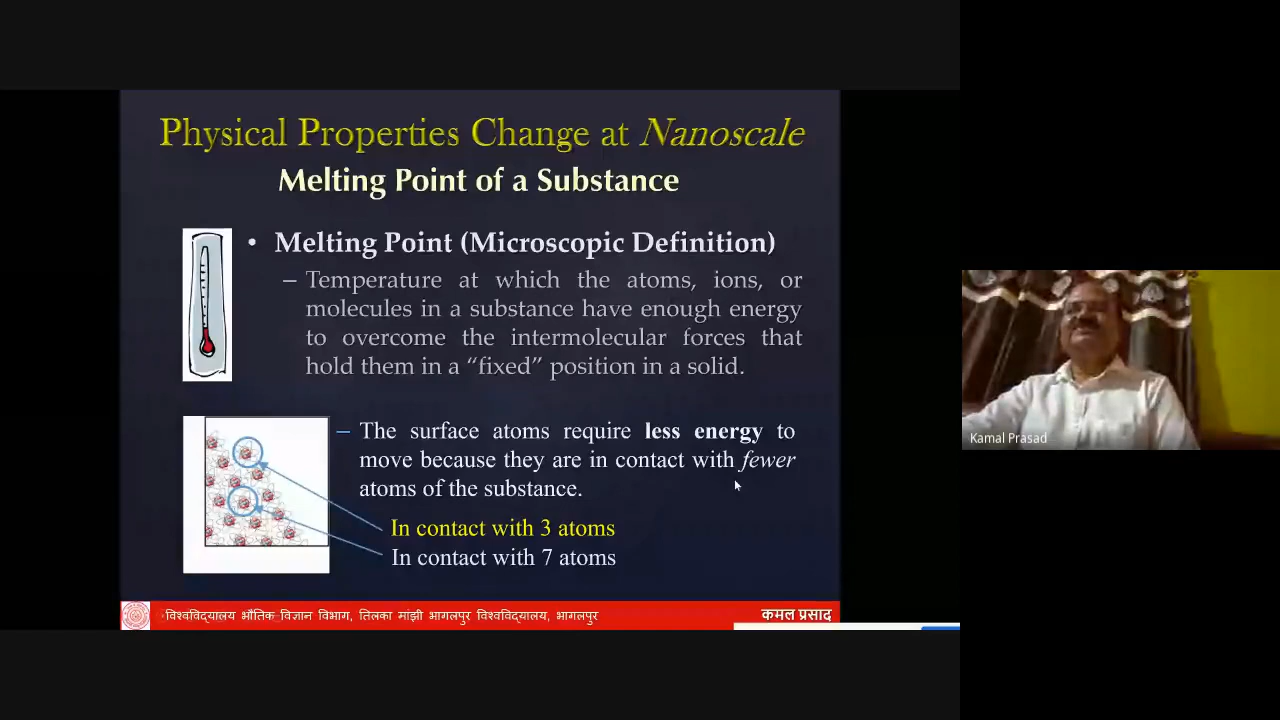 Physical Properties Change at Nanoscale
Melting Point of a Substance
• Melting Point (Microscopic Definition)
– Temperature at which the atoms, ions, or
molecules in a substance have enough energy
to overcome the intermolecular forces that
hold them in a “fixed” position in a solid.
– The surface atoms require less energy to
move because they are in contact with fewer
atoms of the substance.
In contact with 3 atoms
In contact with 7 atoms
विश्वविद्यालय भौतिक विज्ञान विभाग, तिलका मांझी भागलपुर विश्वविद्यालय, भागलपुर
कमल प्रसाद
Kamal Prasad